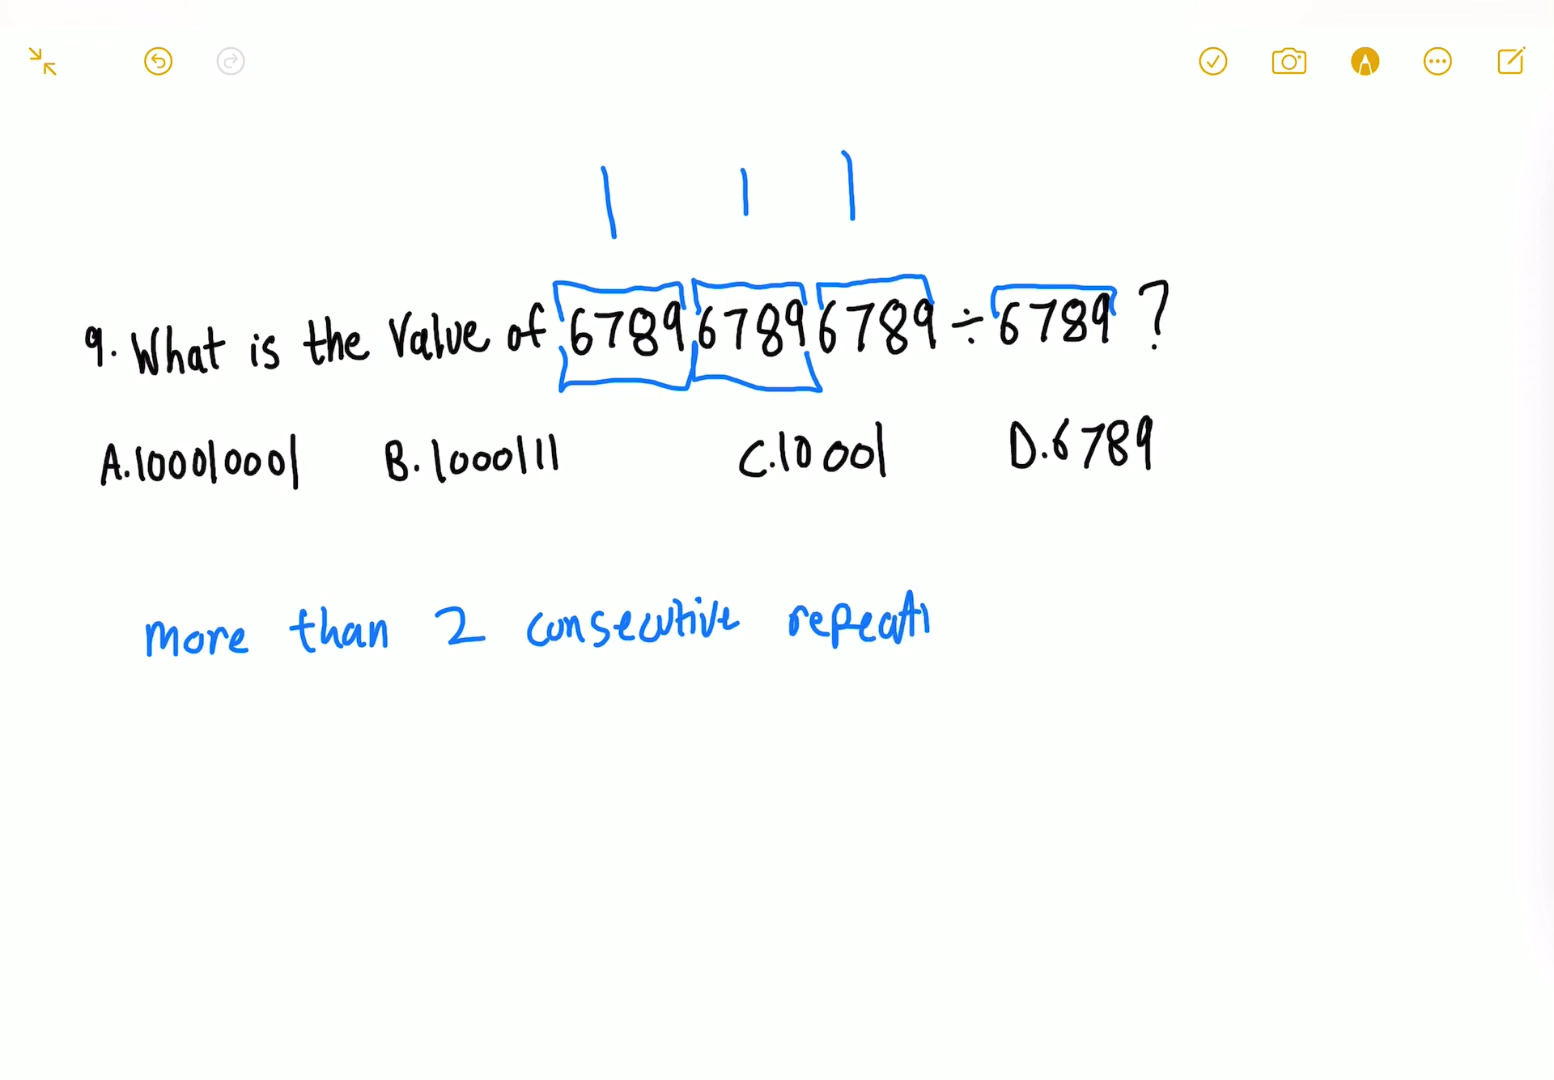 1 1 1
9. What is the Value of 678967896789 ÷ 6789 ?
A. 100010001 B. 1000111 C. 10001 D. 6789
more than 2 consecutive repeati